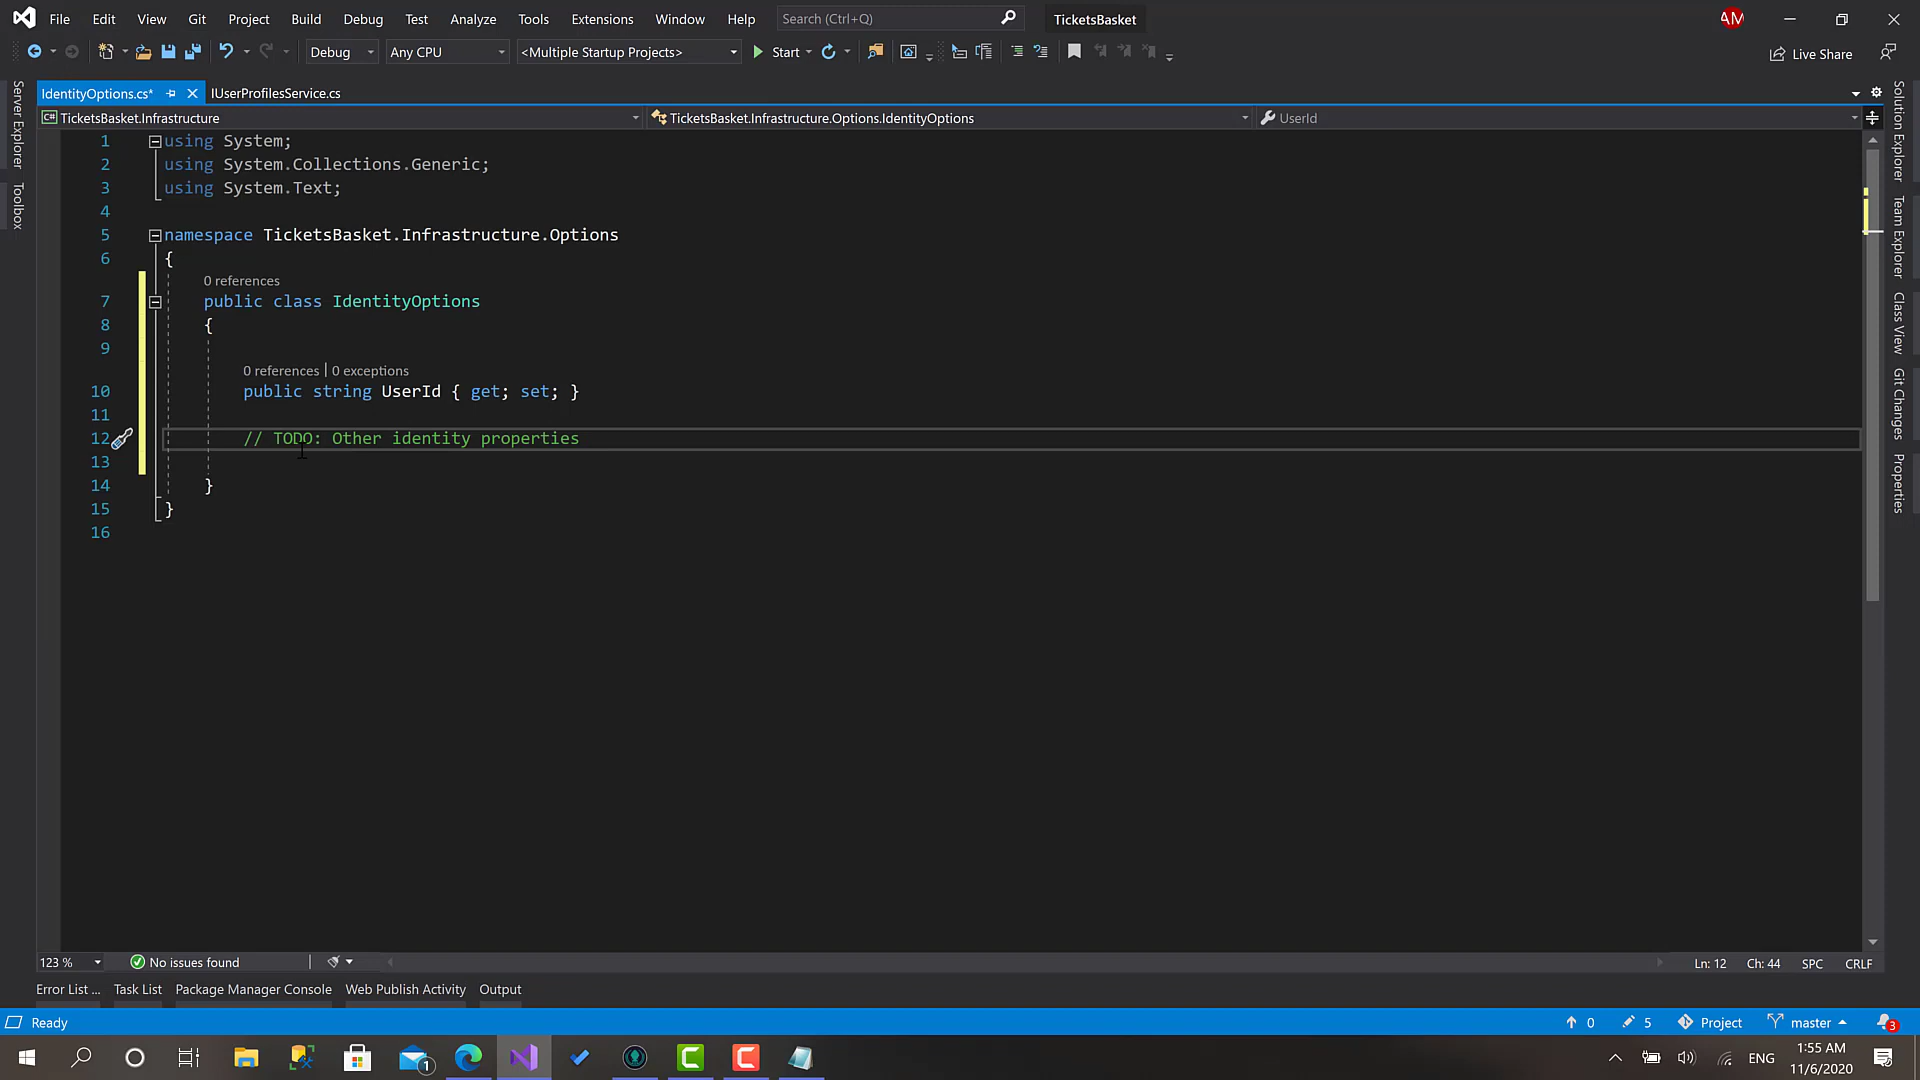 File Edit View Git Project Build Debug Test Analyze Tools Extensions Window Help Search (Ctrl+Q) TicketsBasket AM
Debug Any CPU <Multiple Startup Projects> Start Live Share
IdentityOptions.cs* IUserProfilesService.cs
C# TicketsBasket.Infrastructure TicketsBasket.Infrastructure.Options.IdentityOptions UserId
Server Explorer
Toolbox
1 using System;
2 using System.Collections.Generic;
3 using System.Text;
4
5 namespace TicketsBasket.Infrastructure.Options
6 {
0 references
7 public class IdentityOptions
8 {
9
0 references | 0 exceptions
10 public string UserId { get; set; }
11
12 // TODO: Other identity properties
13
14 }
15 }
16
Solution Explorer
Team Explorer
Class View
Git Changes
Properties
123 % No issues found Ln: 12 Ch: 44 SPC CRLF
Error List ... Task List Package Manager Console Web Publish Activity Output
Ready 0 5 Project master 3
1 ENG 1:55 AM
11/6/2020